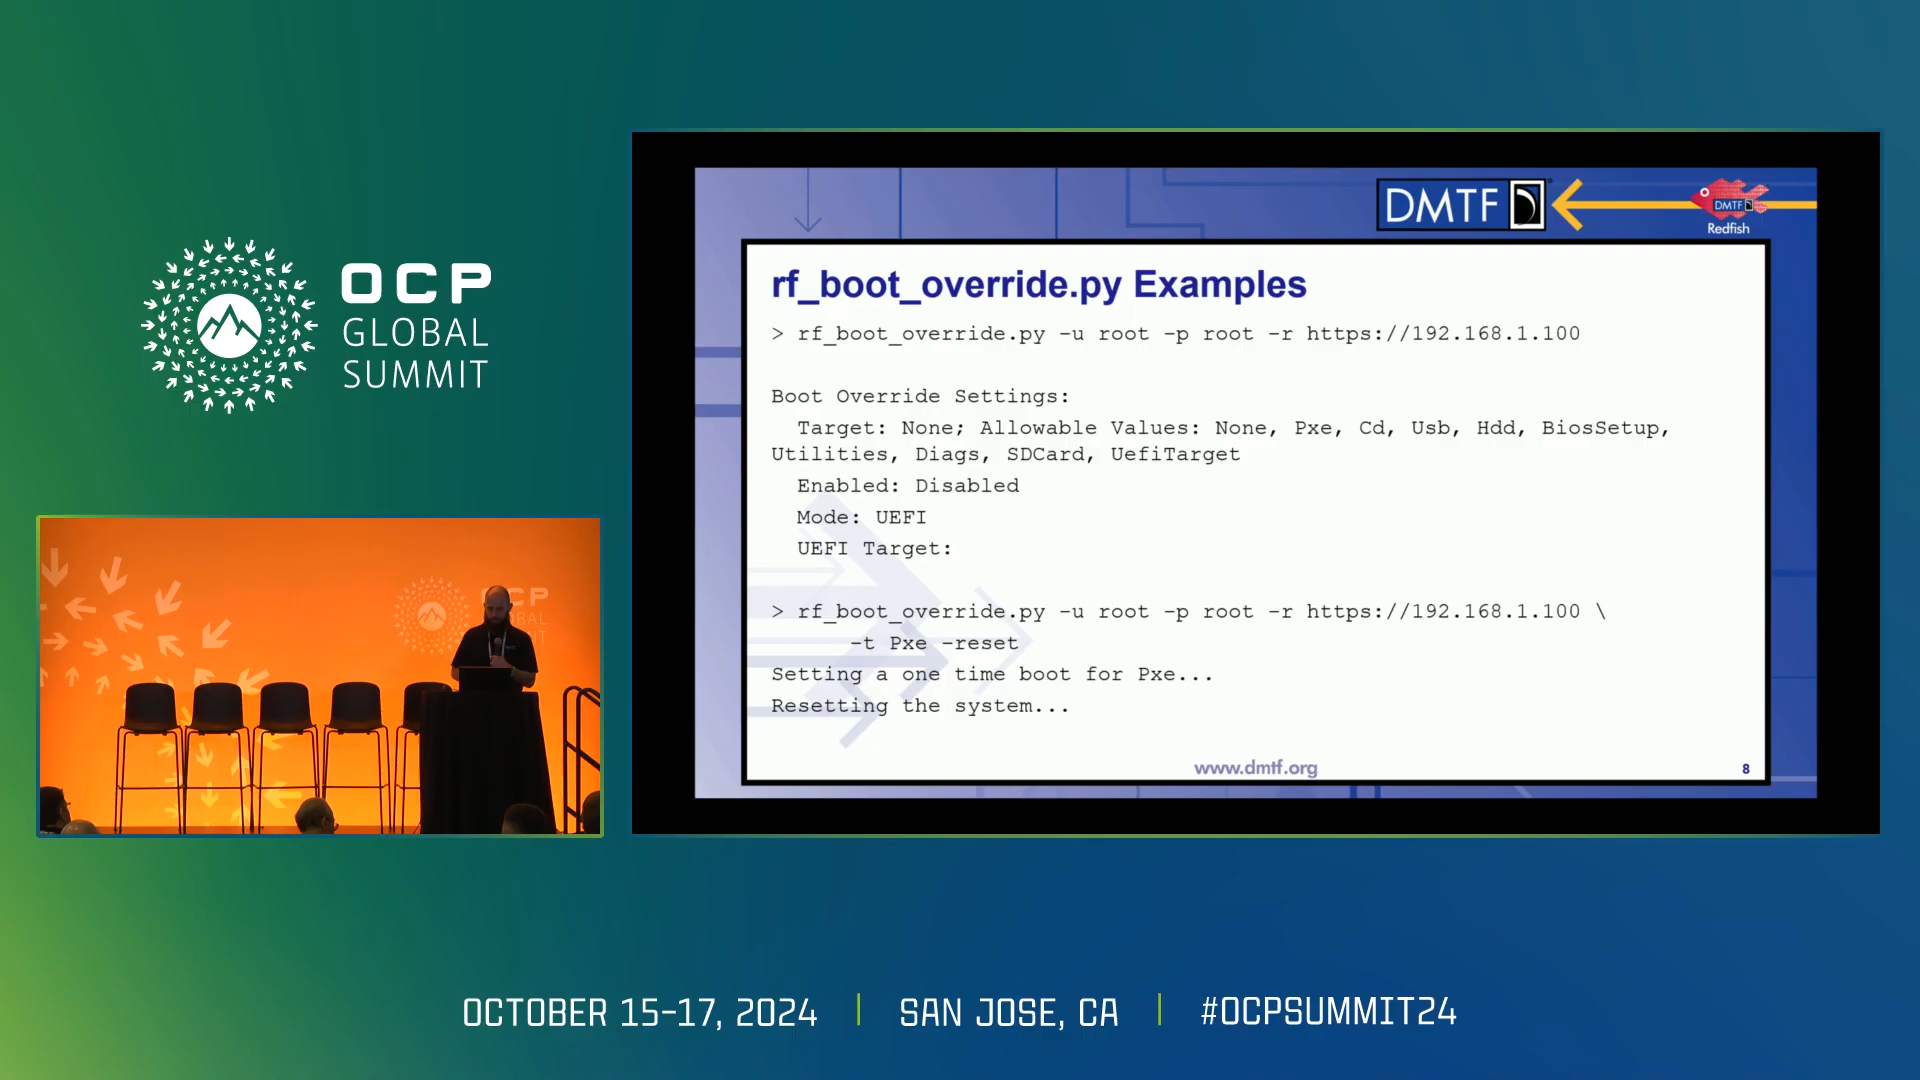 OCP
GLOBAL
SUMMIT
DMTF
DMTF
Redfish
rf_boot_override.py Examples
> rf_boot_override.py -u root -p root -r https://192.168.1.100
Boot Override Settings:
Target: None; Allowable Values: None, Pxe, Cd, Usb, Hdd, BiosSetup,
Utilities, Diags, SDCard, UefiTarget
Enabled: Disabled
Mode: UEFI
UEFI Target:
> rf_boot_override.py -u root -p root -r https://192.168.1.100 \
-t Pxe -reset
Setting a one time boot for Pxe...
Resetting the system...
www.dmtf.org
8
OCTOBER 15-17, 2024 | SAN JOSE, CA | #OCPSUMMIT24